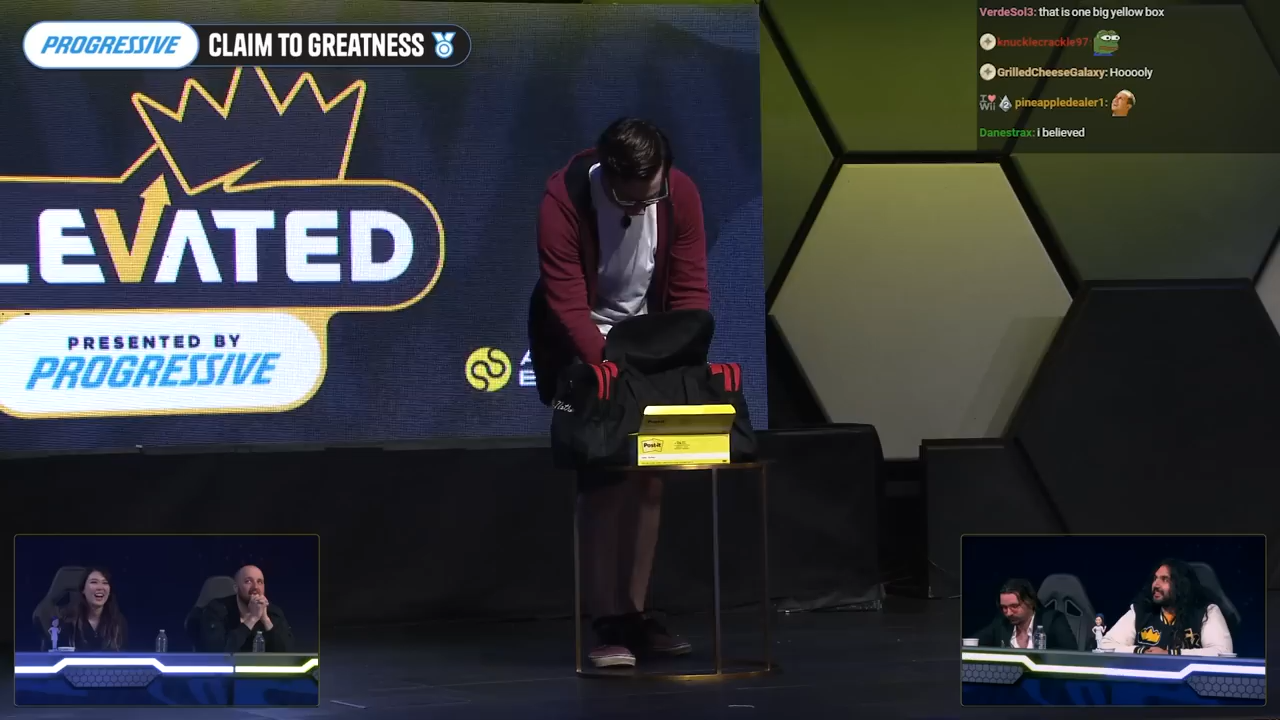 PROGRESSIVE
CLAIM TO GREATNESS
VerdeSol3: that is one big yellow box
knucklecrackle97:
GrilledCheeseGalaxy: Hooooly
pineappledealer1:
Danestrax: i believed
LEVATED
PRESENTED BY
PROGRESSIVE
Post-it